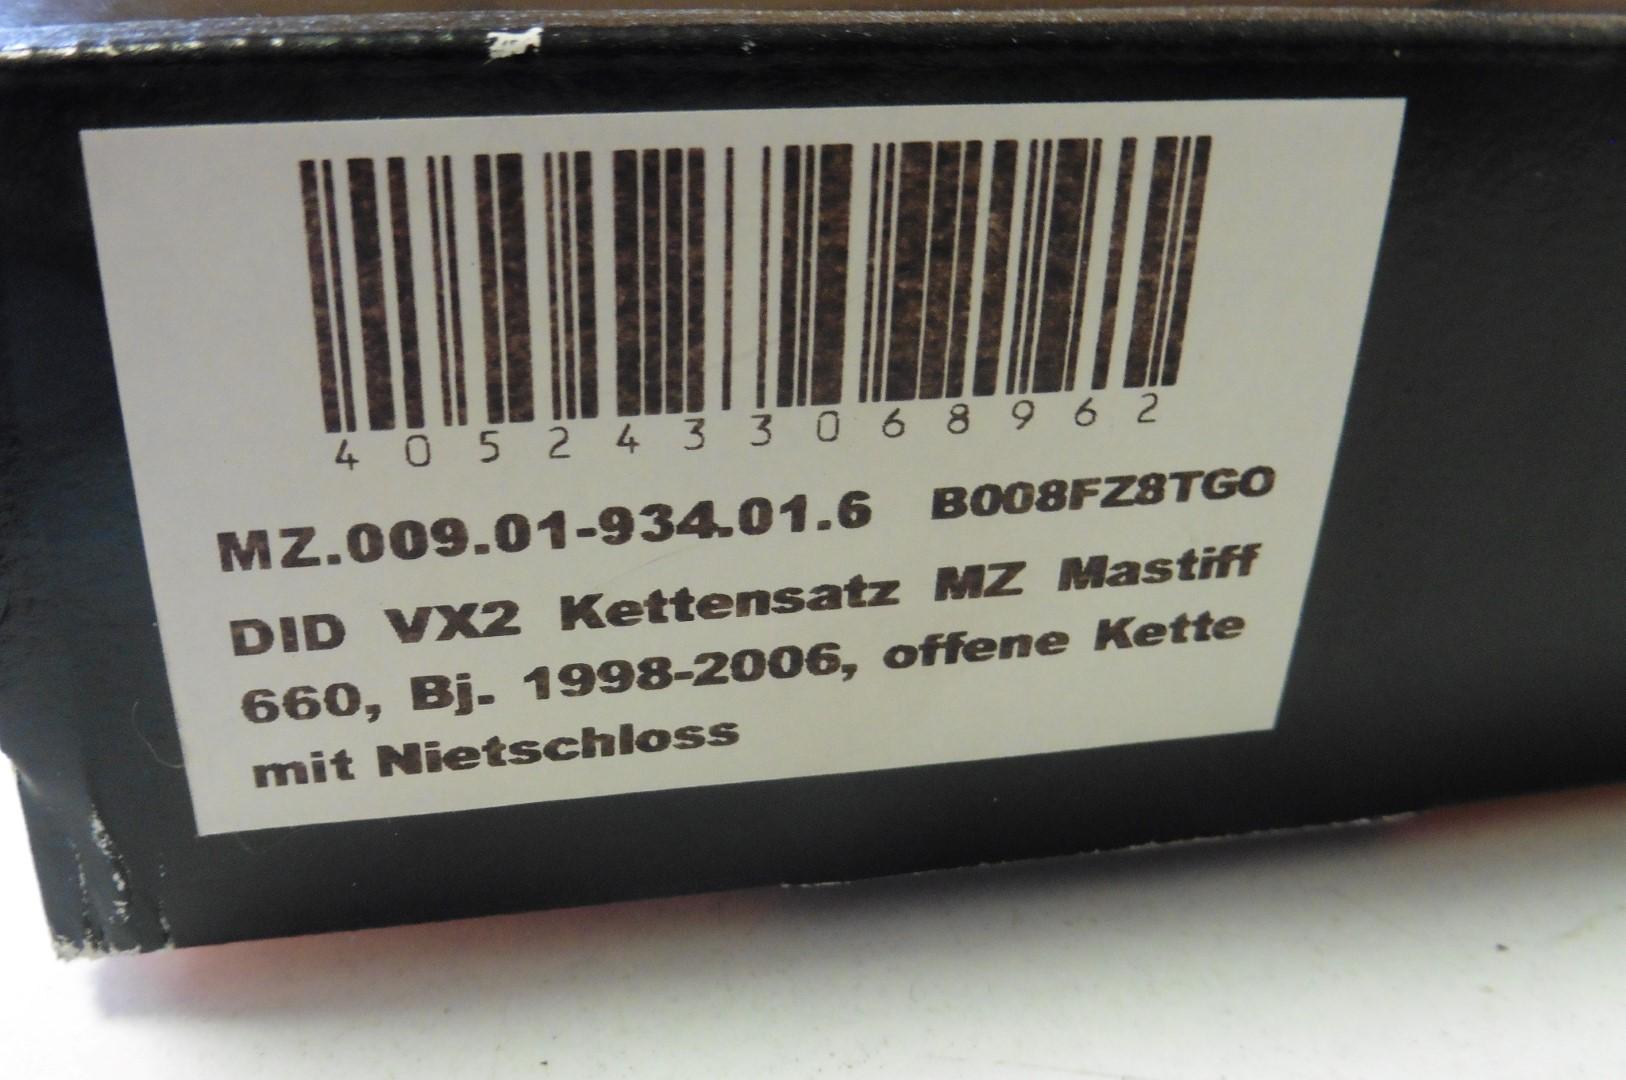 4052433068962
MZ.009.01-934.01.6 B008FZ8TGO
DID VX2 Kettensatz MZ Mastiff
660, Bj. 1998-2006, offene Kette
mit Nietschloss